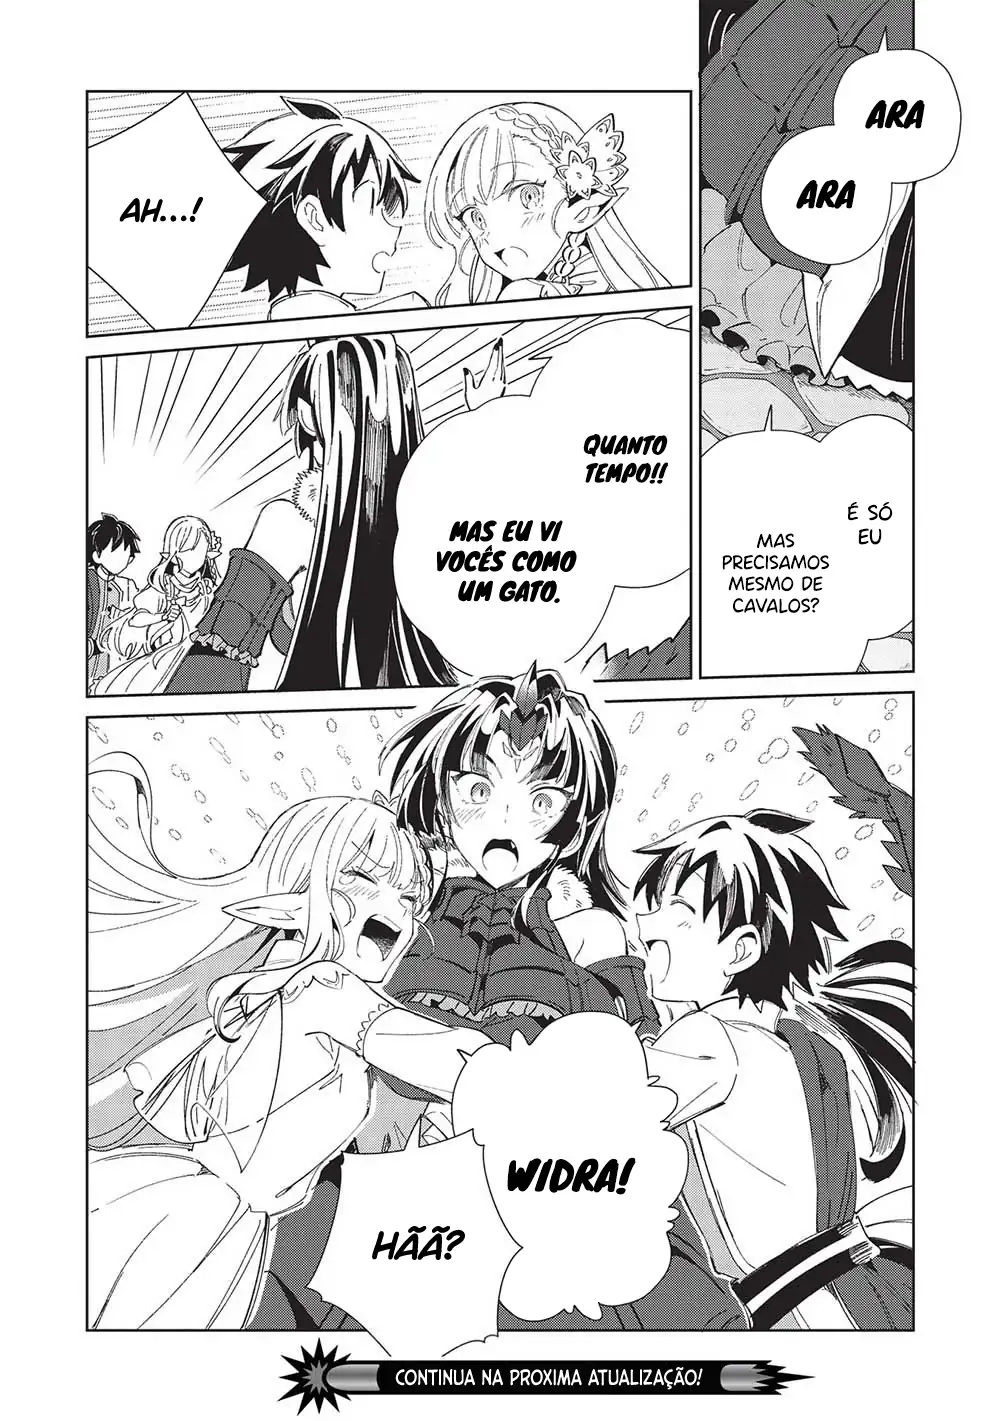 ARA
ARA
É SÓ
EU
MAS
PRECISAMOS
MESMO DE
CAVALOS?
AH...!
QUANTO
TEMPO!!
MAS EU VI
VOCÊS COMO
UM GATO.
WIDRA!
HÃÃ?
CONTINUA NA PROXIMA ATUALIZAÇÃO!